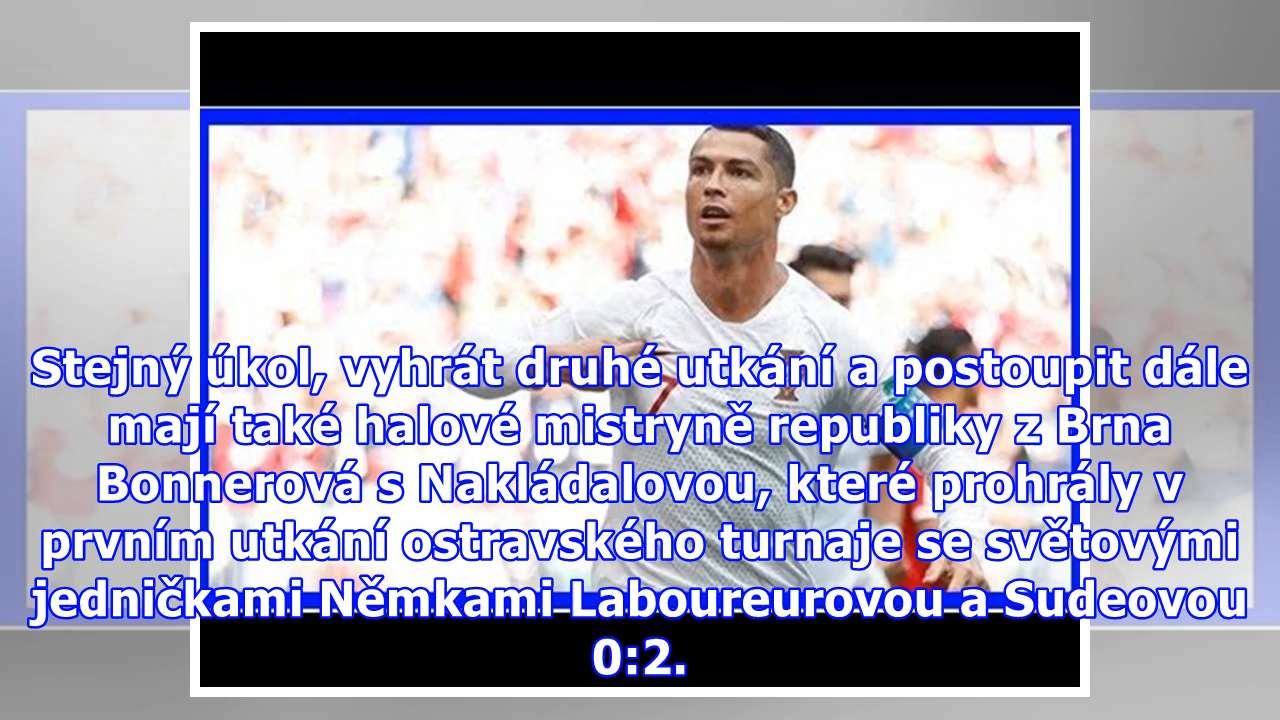 7
Stejný úkol, vyhrát druhé utkání a postoupit dále
mají také halové mistryně republiky z Brna
Bonnerová s Nakládalovou, které prohrály v
prvním utkání ostravského turnaje se světovými
jedničkami Němkami Laboureurovou a Sudeovou
0:2.